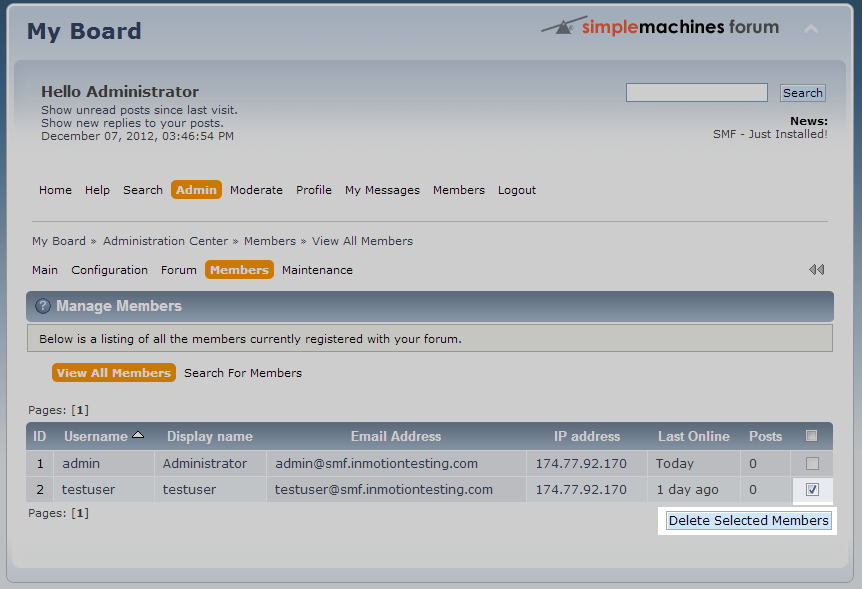 My Board
simplemachines forum
Hello Administrator
Show unread posts since last visit.
Show new replies to your posts.
December 07, 2012, 03:46:54 PM
Search
News:
SMF - Just Installed!
Home Help Search Admin Moderate Profile My Messages Members Logout
My Board » Administration Center » Members » View All Members
Main Configuration Forum Members Maintenance
? Manage Members
Below is a listing of all the members currently registered with your forum.
View All Members Search For Members
Pages: [1]
ID Username Display name Email Address IP address Last Online Posts
1 admin Administrator admin@smf.inmotiontesting.com 174.77.92.170 Today 0
2 testuser testuser testuser@smf.inmotiontesting.com 174.77.92.170 1 day ago 0
Pages: [1]
Delete Selected Members